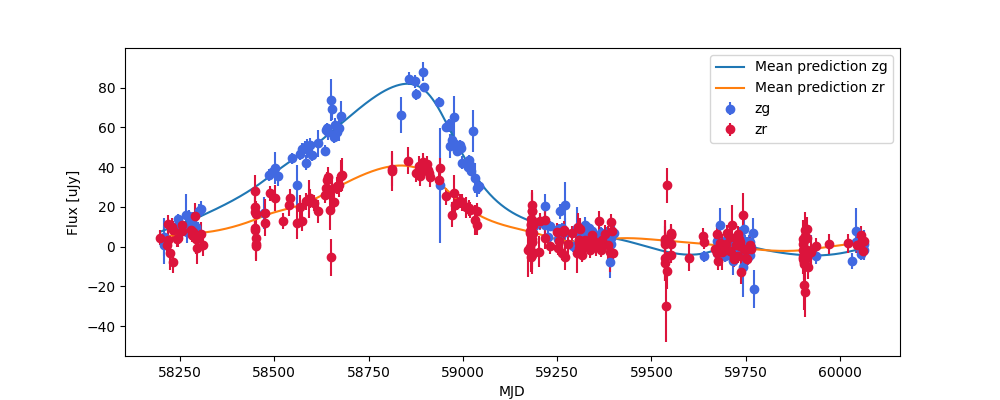 Mean prediction zg
Mean prediction zr
zg
zr
Flux [uJy]
80
60
40
20
0
−20
−40
58250
58500
58750
59000
59250
59500
59750
60000
MJD